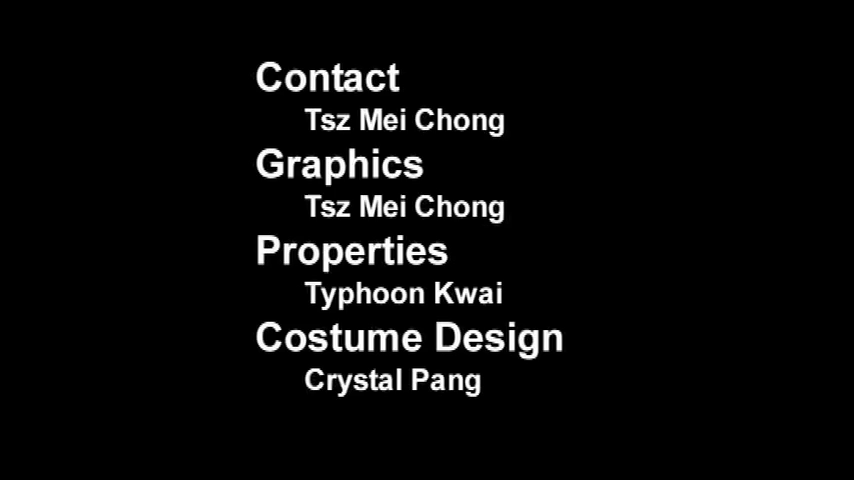 Contact
Tsz Mei Chong
Graphics
Tsz Mei Chong
Properties
Typhoon Kwai
Costume Design
Crystal Pang